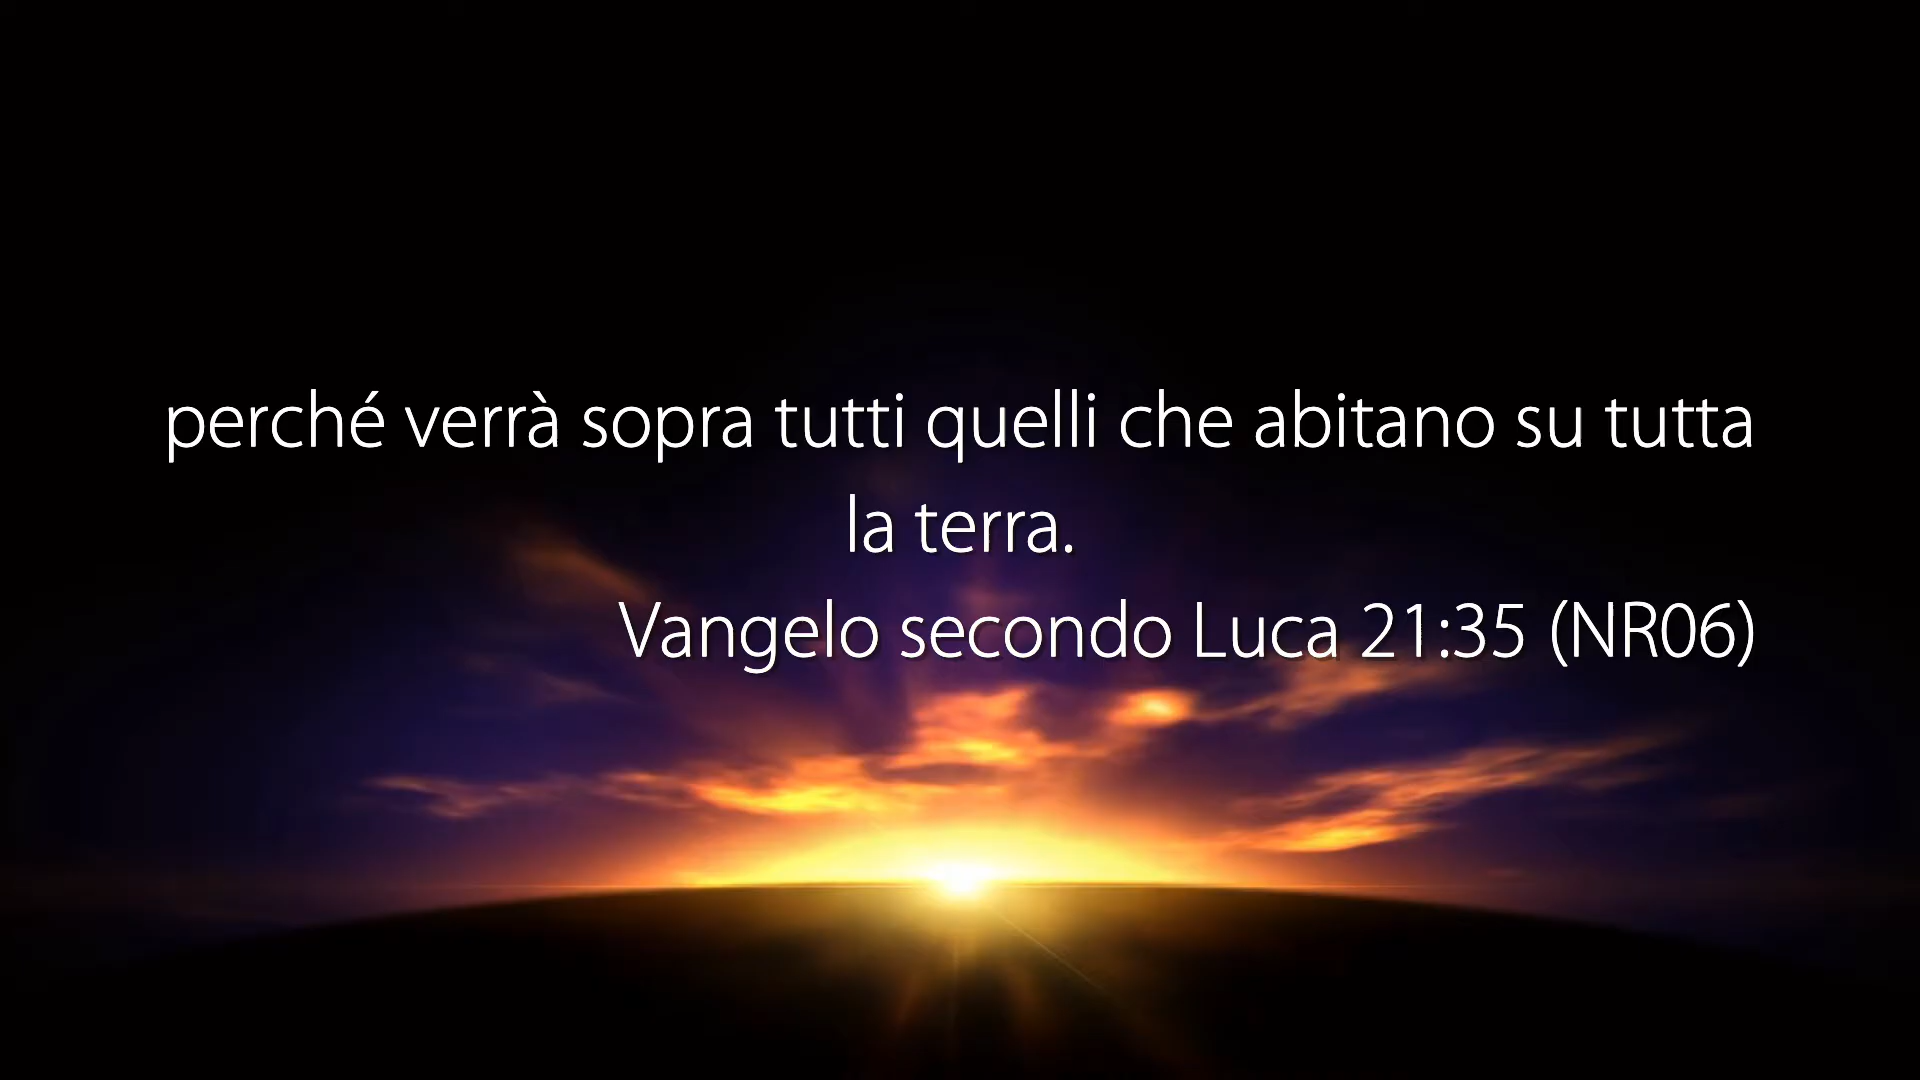 perché verrà sopra tutti quelli che abitano su tutta
la terra.
Vangelo secondo Luca 21:35 (NR06)